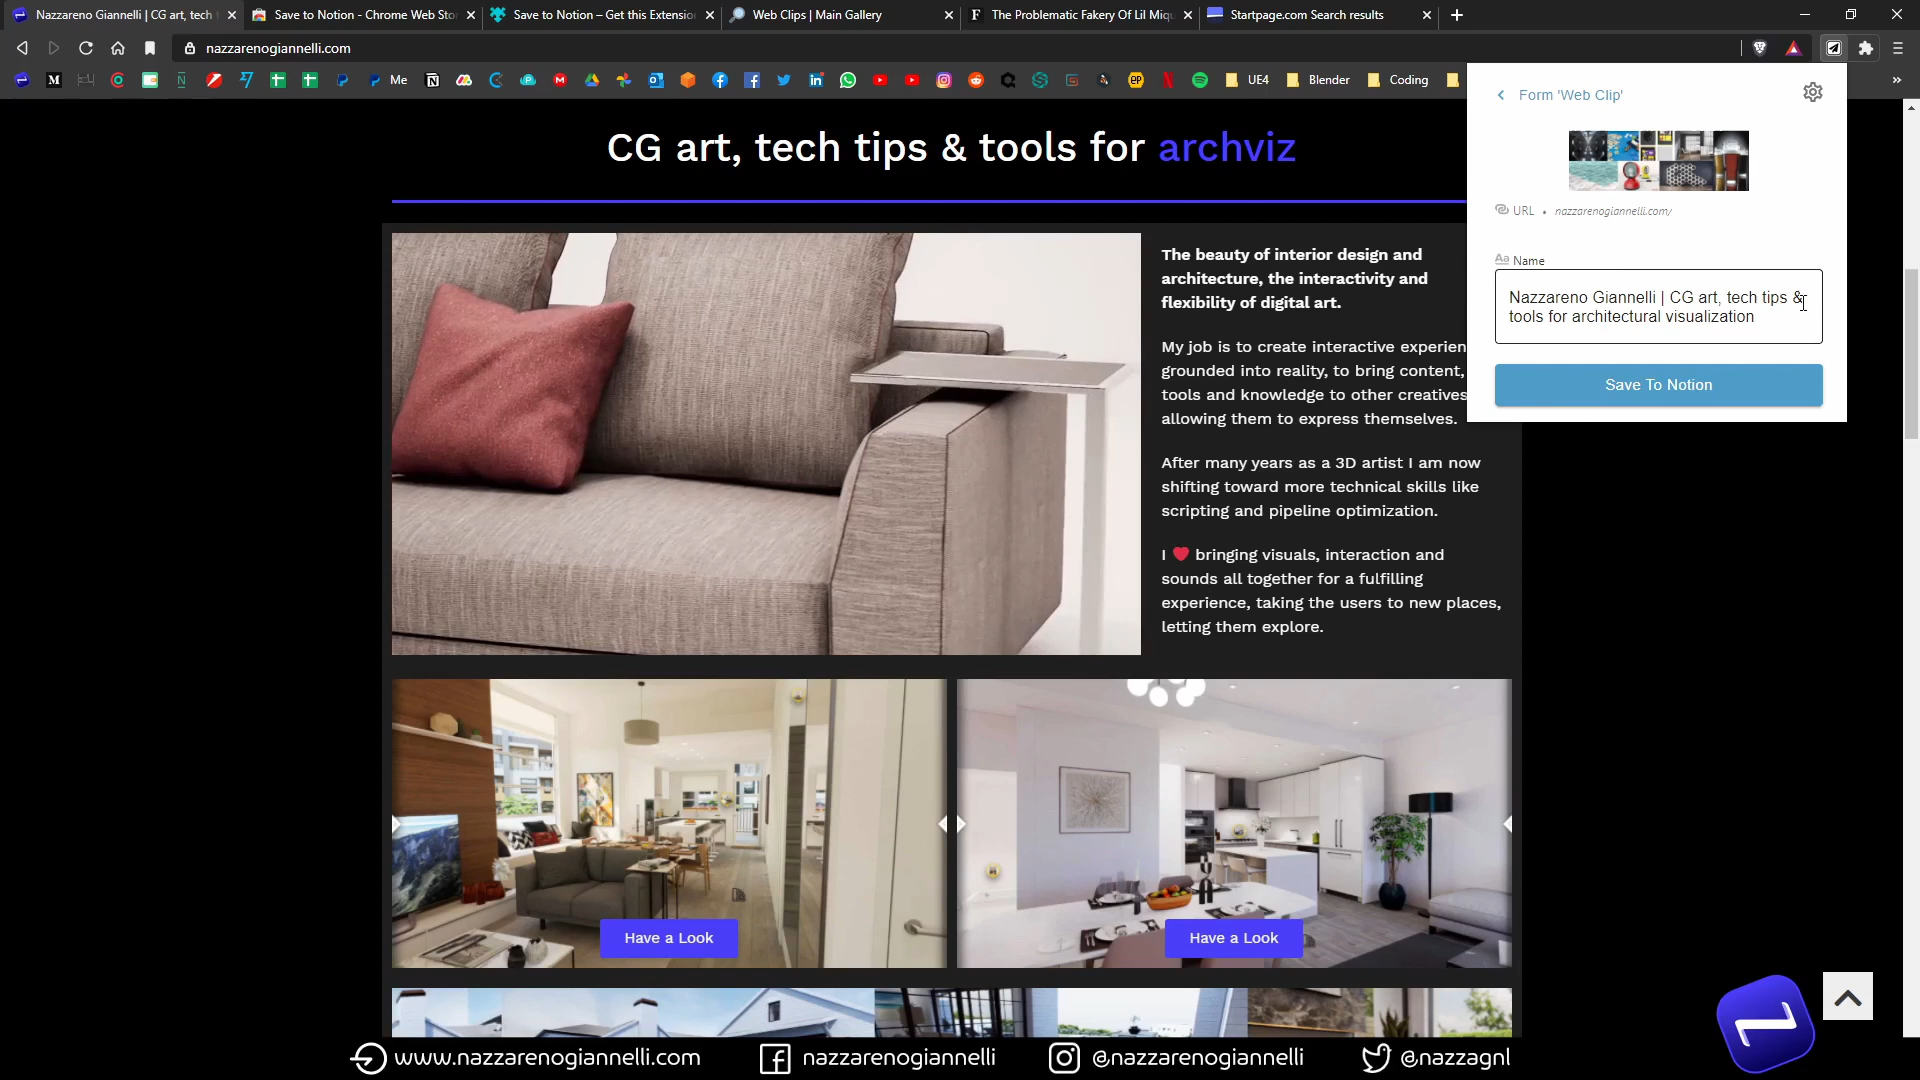 Nazzareno Giannelli | CG art, tech
Save to Notion - Chrome Web Sto
Save to Notion – Get this Extensio
Web Clips | Main Gallery
The Problematic Fakery Of Lil Miq
Startpage.com Search results
nazzarenogiannelli.com
Me
UE4
Blender
Coding
CG art, tech tips & tools for archviz
Form 'Web Clip'
URL • nazzarenogiannelli.com/
Aa Name
Nazzareno Giannelli | CG art, tech tips &
tools for architectural visualization
Save To Notion
The beauty of interior design and
architecture, the interactivity and
flexibility of digital art.
My job is to create interactive experien
grounded into reality, to bring content,
tools and knowledge to other creatives
allowing them to express themselves.
After many years as a 3D artist I am now
shifting toward more technical skills like
scripting and pipeline optimization.
I ❤ bringing visuals, interaction and
sounds all together for a fulfilling
experience, taking the users to new places,
letting them explore.
Have a Look
Have a Look
www.nazzarenogiannelli.com
nazzarenogiannelli
@nazzarenogiannelli
@nazzagnl